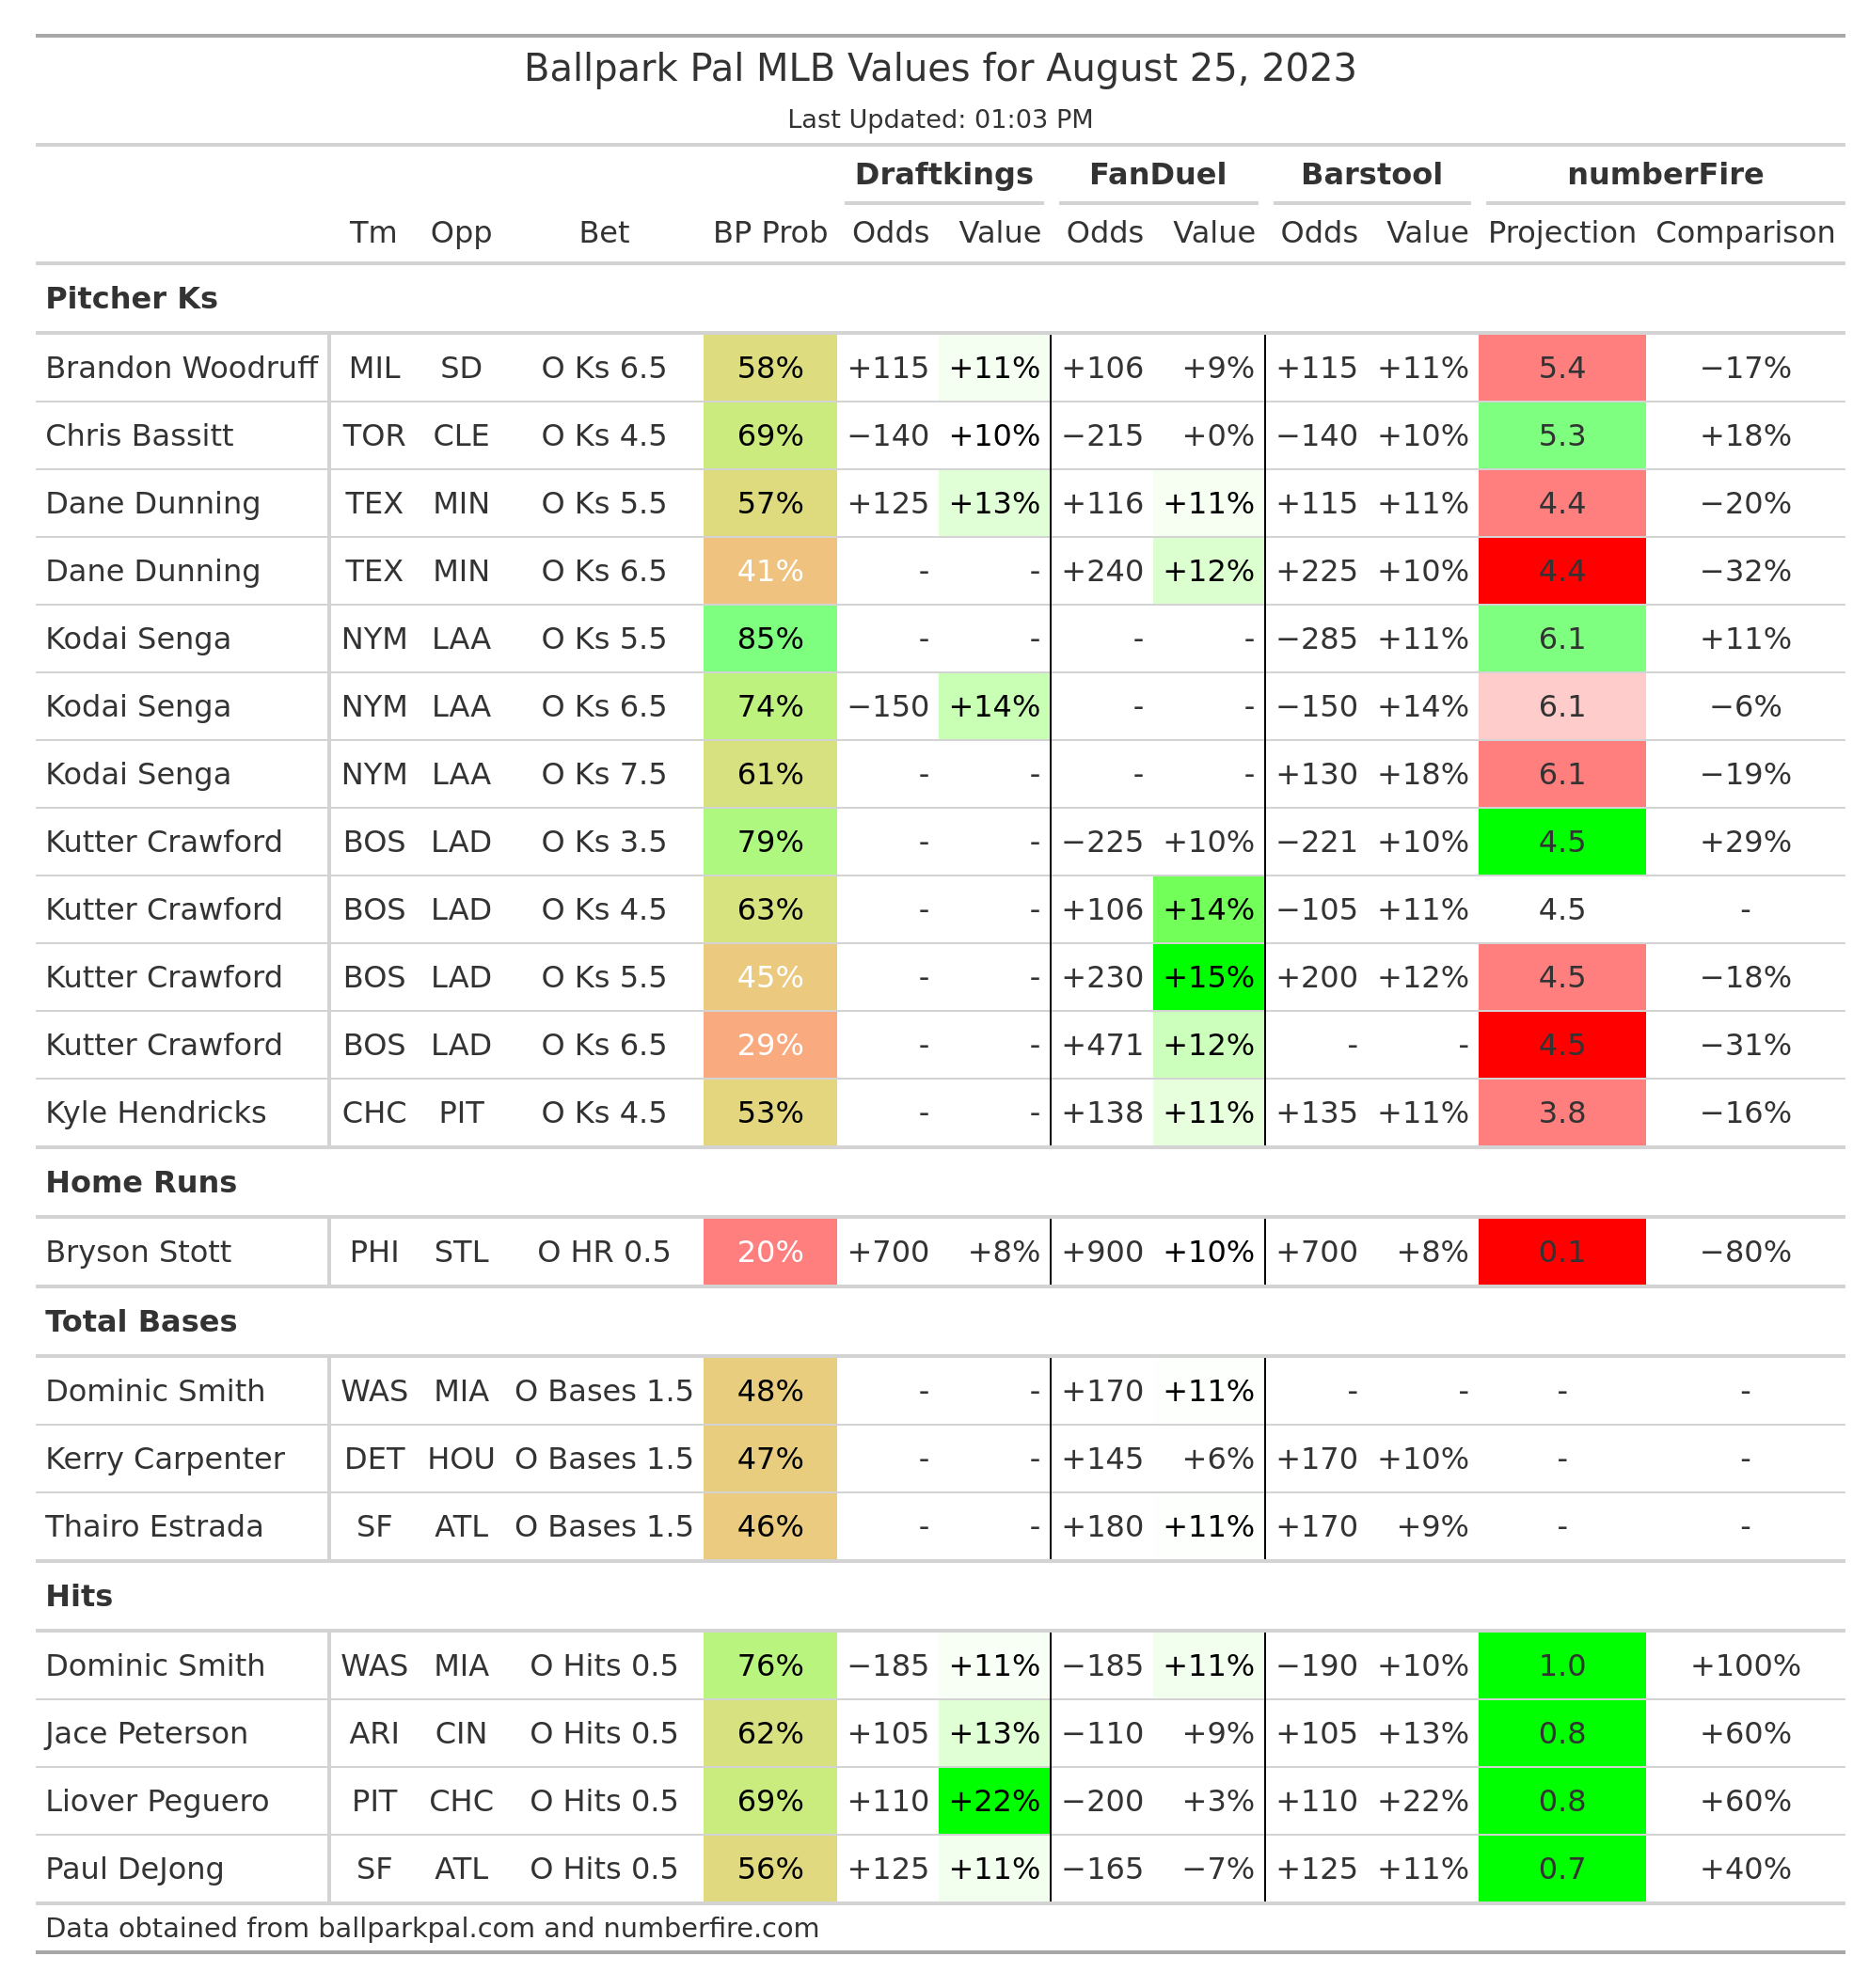 Ballpark Pal MLB Values for August 25, 2023
Last Updated: 01:03 PM
Draftkings FanDuel Barstool numberFire
Tm Opp Bet BP Prob Odds Value Odds Value Odds Value Projection Comparison
Pitcher Ks
Brandon Woodruff MIL SD O Ks 6.5 58% +115 +11% +106 +9% +115 +11% 5.4 −17%
Chris Bassitt TOR CLE O Ks 4.5 69% −140 +10% −215 +0% −140 +10% 5.3 +18%
Dane Dunning TEX MIN O Ks 5.5 57% +125 +13% +116 +11% +115 +11% 4.4 −20%
Dane Dunning TEX MIN O Ks 6.5 41% - - +240 +12% +225 +10% 4.4 −32%
Kodai Senga NYM LAA O Ks 5.5 85% - - - - −285 +11% 6.1 +11%
Kodai Senga NYM LAA O Ks 6.5 74% −150 +14% - - −150 +14% 6.1 −6%
Kodai Senga NYM LAA O Ks 7.5 61% - - - - +130 +18% 6.1 −19%
Kutter Crawford BOS LAD O Ks 3.5 79% - - −225 +10% −221 +10% 4.5 +29%
Kutter Crawford BOS LAD O Ks 4.5 63% - - +106 +14% −105 +11% 4.5 -
Kutter Crawford BOS LAD O Ks 5.5 45% - - +230 +15% +200 +12% 4.5 −18%
Kutter Crawford BOS LAD O Ks 6.5 29% - - +471 +12% - - 4.5 −31%
Kyle Hendricks CHC PIT O Ks 4.5 53% - - +138 +11% +135 +11% 3.8 −16%
Home Runs
Bryson Stott PHI STL O HR 0.5 20% +700 +8% +900 +10% +700 +8% 0.1 −80%
Total Bases
Dominic Smith WAS MIA O Bases 1.5 48% - - +170 +11% - - - -
Kerry Carpenter DET HOU O Bases 1.5 47% - - +145 +6% +170 +10% - -
Thairo Estrada SF ATL O Bases 1.5 46% - - +180 +11% +170 +9% - -
Hits
Dominic Smith WAS MIA O Hits 0.5 76% −185 +11% −185 +11% −190 +10% 1.0 +100%
Jace Peterson ARI CIN O Hits 0.5 62% +105 +13% −110 +9% +105 +13% 0.8 +60%
Liover Peguero PIT CHC O Hits 0.5 69% +110 +22% −200 +3% +110 +22% 0.8 +60%
Paul DeJong SF ATL O Hits 0.5 56% +125 +11% −165 −7% +125 +11% 0.7 +40%
Data obtained from ballparkpal.com and numberfire.com